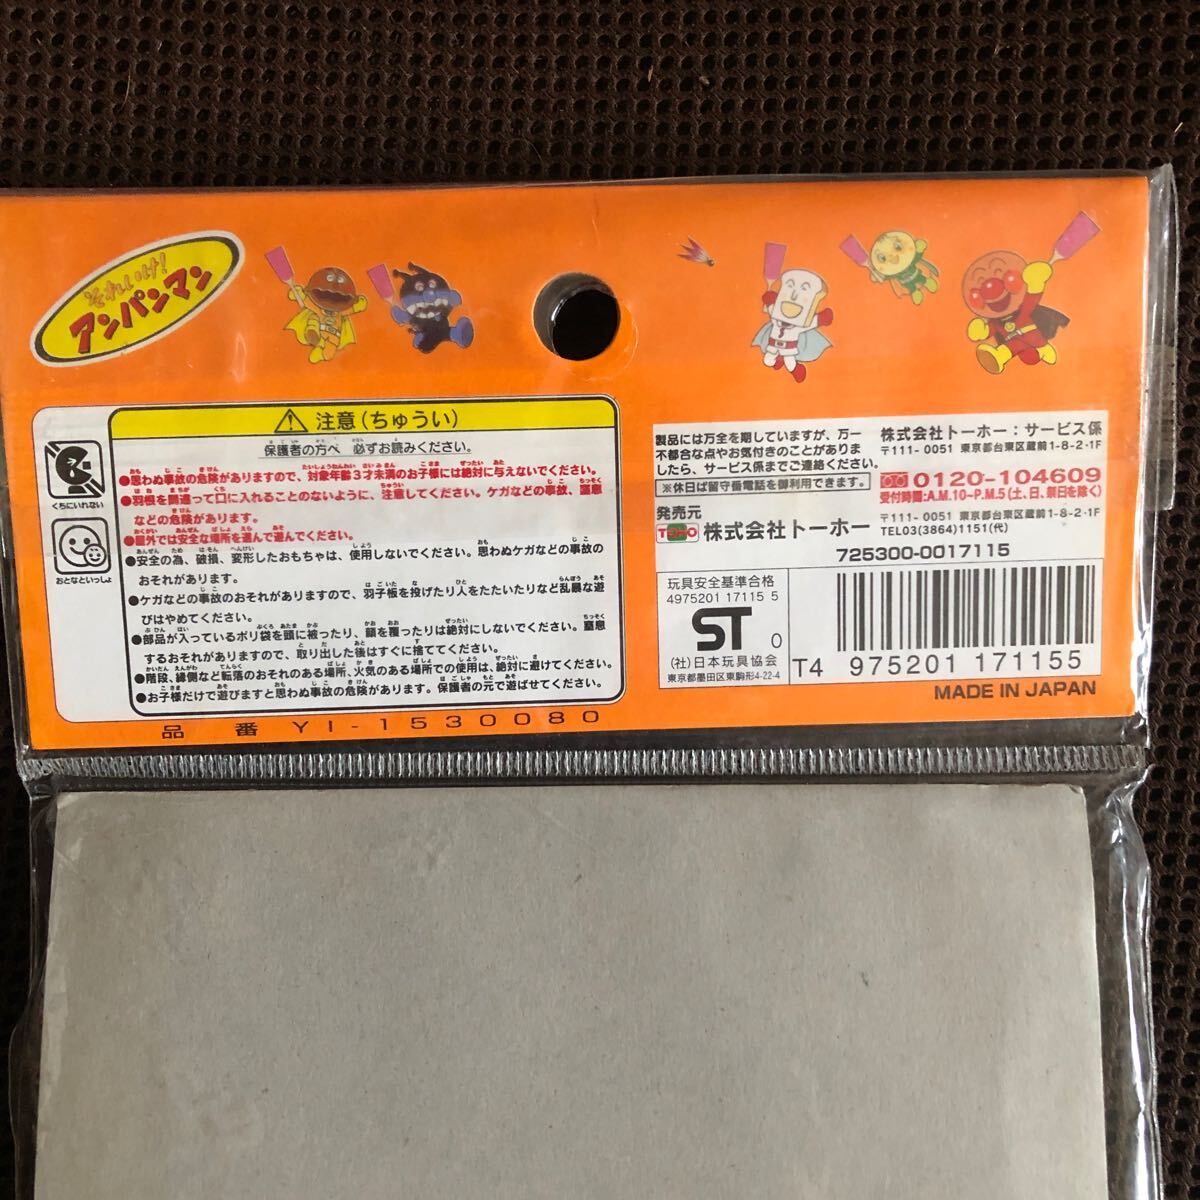 それいけ!
アンパンマン
くちにいれない
おとなといっしょ
注意(ちゅうい)
保護者の方へ 必ずお読みください。
●思わぬ事故の危険がありますので、対象年齢3才未満のお子様には絶対に与えないでください。
●羽根を間違って口に入れることのないように、注意してください。ケガなどの事故、窒息
などの危険があります。
●屋外では安全な場所を選んで遊んでください。
●安全の為、破損、変形したおもちゃは、使用しないでください。思わぬケガなどの事故の
おそれがあります。
●ケガなどの事故のおそれがありますので、羽子板を投げたり人をたたいたりなど乱暴な遊
びはやめてください。
●部品が入っているポリ袋を頭に被ったり、顔を覆ったりは絶対にしないでください。窒息
するおそれがありますので、取り出した後はすぐに捨ててください。
●階段、縁側など転落のおそれのある場所、火気のある場所での使用は、絶対に避けてください。
●お子様だけで遊びますと思わぬ事故の危険があります。保護者の元で遊ばせてください。
品 番 YI-1530080
製品には万全を期していますが、万一
不都合な点やお気付きのことがありま
したら、サービス係までご連絡ください。
※休日は留守番電話を御利用できます。
株式会社トーホー:サービス係
〒111-0051 東京都台東区蔵前1-8-2-1F
0120-104609
受付時間:A.M.10-P.M.5(土、日、祭日を除く)
発売元
TOHO 株式会社トーホー
〒111-0051 東京都台東区蔵前1-8-2-1F
TEL03(3864)1151(代)
725300-0017115
玩具安全基準合格
4975201 17115 5
ST 0
(社)日本玩具協会
東京都墨田区東駒形4-22-4
T4 975201 171155
MADE IN JAPAN